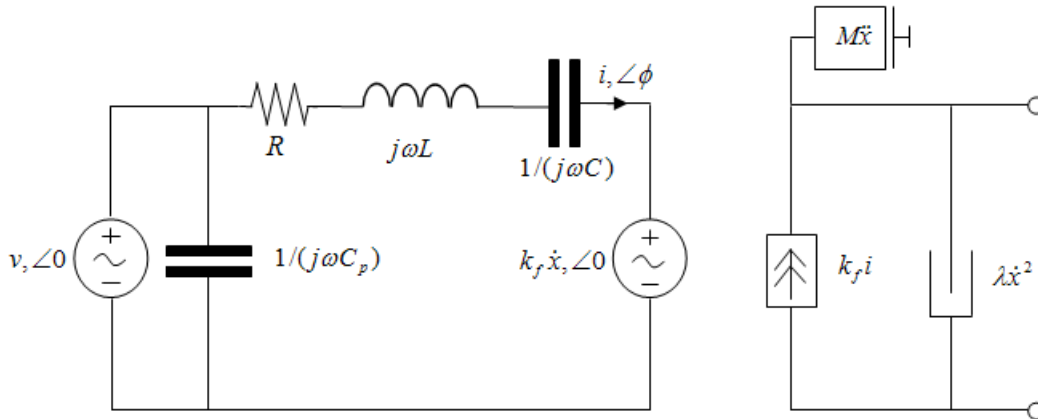 Mẍ
i,∠ϕ
R
jωL
1/(jωC)
+
v,∠0
−
1/(jωC_p)
+
k_f ẋ,∠0
−
k_f i
λẋ²